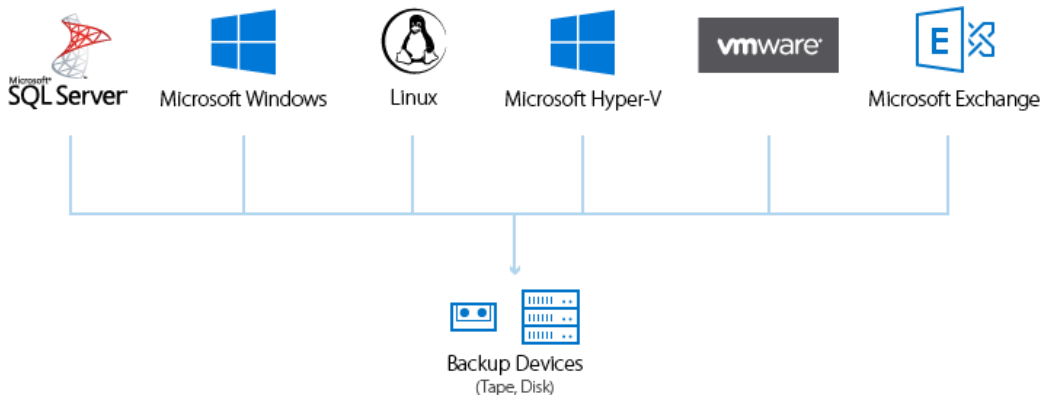 Microsoft®
SQL Server®
Microsoft Windows
Linux
Microsoft Hyper-V
vmware®
E
Microsoft Exchange
Backup Devices
(Tape, Disk)